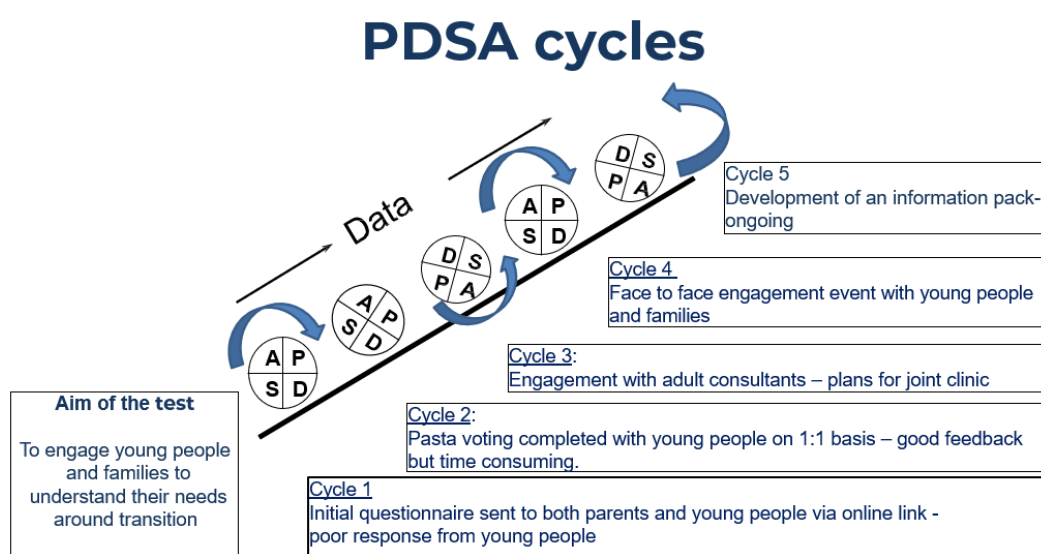 PDSA cycles
Data
D S
P A
A P
S D
D S
P A
A P
S D
A P
S D
Cycle 5
Development of an information pack-
ongoing
Cycle 4
Face to face engagement event with young people
and families
Cycle 3:
Engagement with adult consultants – plans for joint clinic
Cycle 2:
Pasta voting completed with young people on 1:1 basis – good feedback
but time consuming.
Cycle 1
Initial questionnaire sent to both parents and young people via online link -
poor response from young people
Aim of the test
To engage young people
and families to
understand their needs
around transition